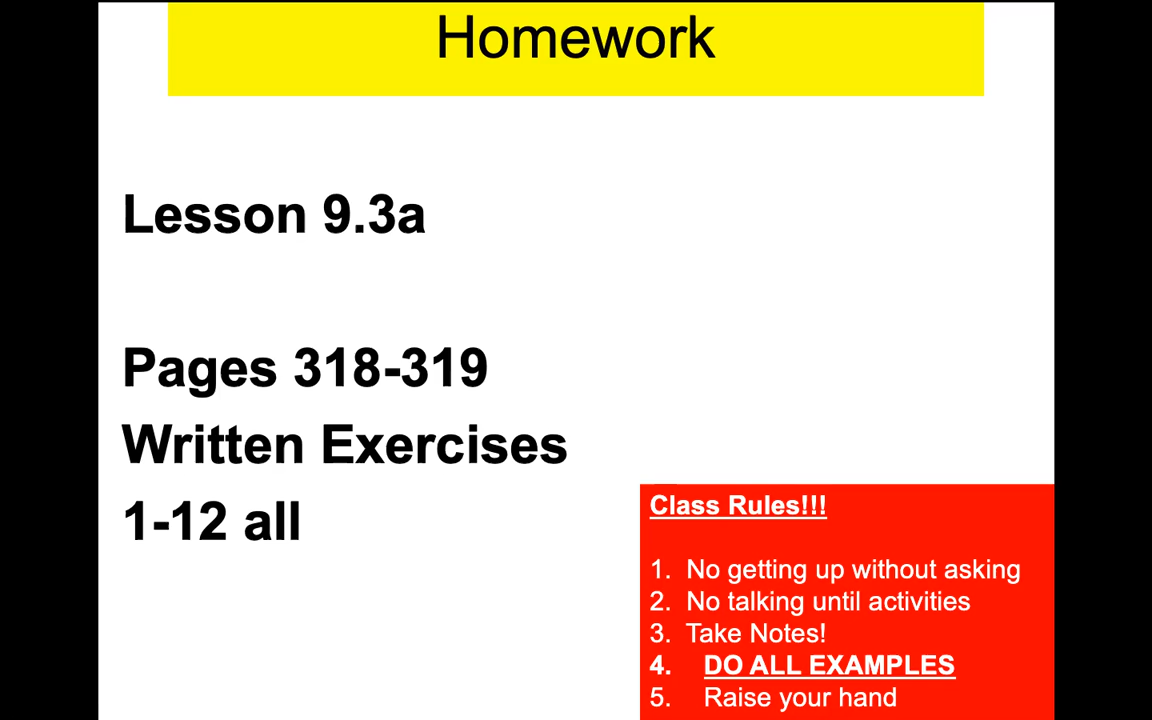 Homework
Lesson 9.3a
Pages 318-319
Written Exercises
1-12 all
Class Rules!!!
1. No getting up without asking
2. No talking until activities
3. Take Notes!
4. DO ALL EXAMPLES
5. Raise your hand